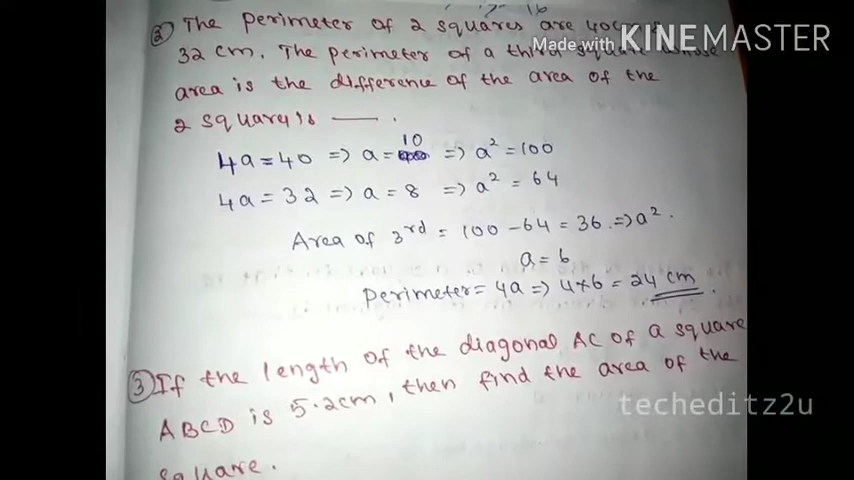 ② The perimeter of 2 squares are 40cm &
Made with KINEMASTER
32 cm. The perimeter of a third square whose
area is the difference of the area of the
2 squares is ___ .
4a = 40 => a = 10 => a² = 100
4a = 32 => a = 8 => a² = 64
Area of 3rd = 100 - 64 = 36 . => a² .
a = 6
Perimeter = 4a => 4×6 = 24 cm .
③ If the length of the diagonal AC of a square
ABCD is 5.2cm, then find the area of the
techeditz2u
square.